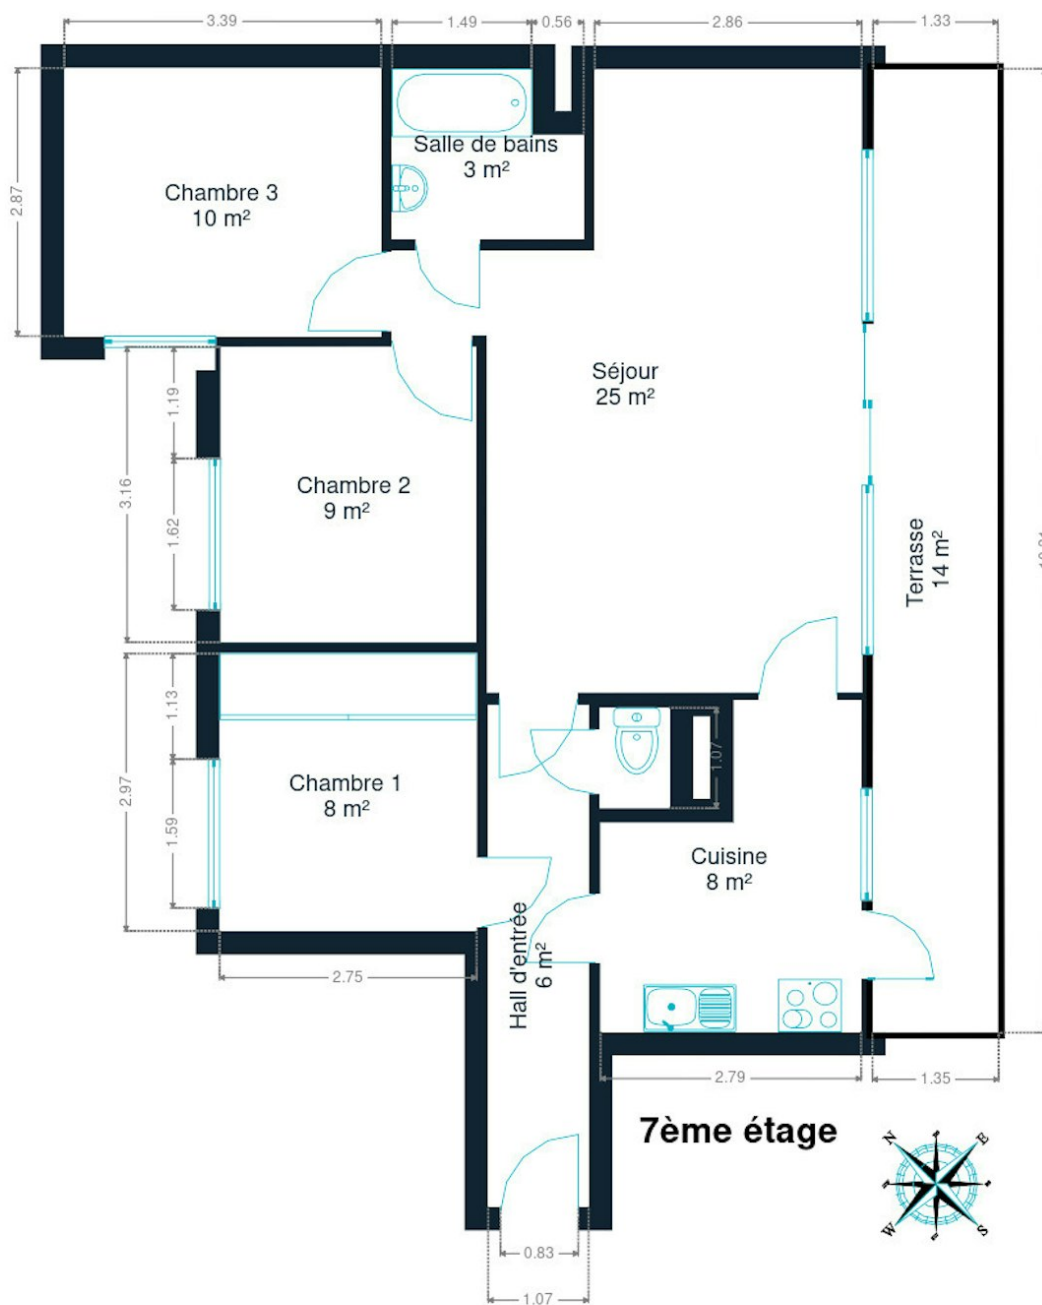 3.39
1.49
0.56
2.86
1.33
2.87
Salle de bains
3 m²
Chambre 3
10 m²
1.19
3.16
1.62
Séjour
25 m²
Chambre 2
9 m²
Terrasse
14 m²
1.13
2.97
1.59
1.07
Chambre 1
8 m²
Cuisine
8 m²
Hall d'entrée
6 m²
2.75
2.79
1.35
7ème étage
N
E
W
S
0.83
1.07